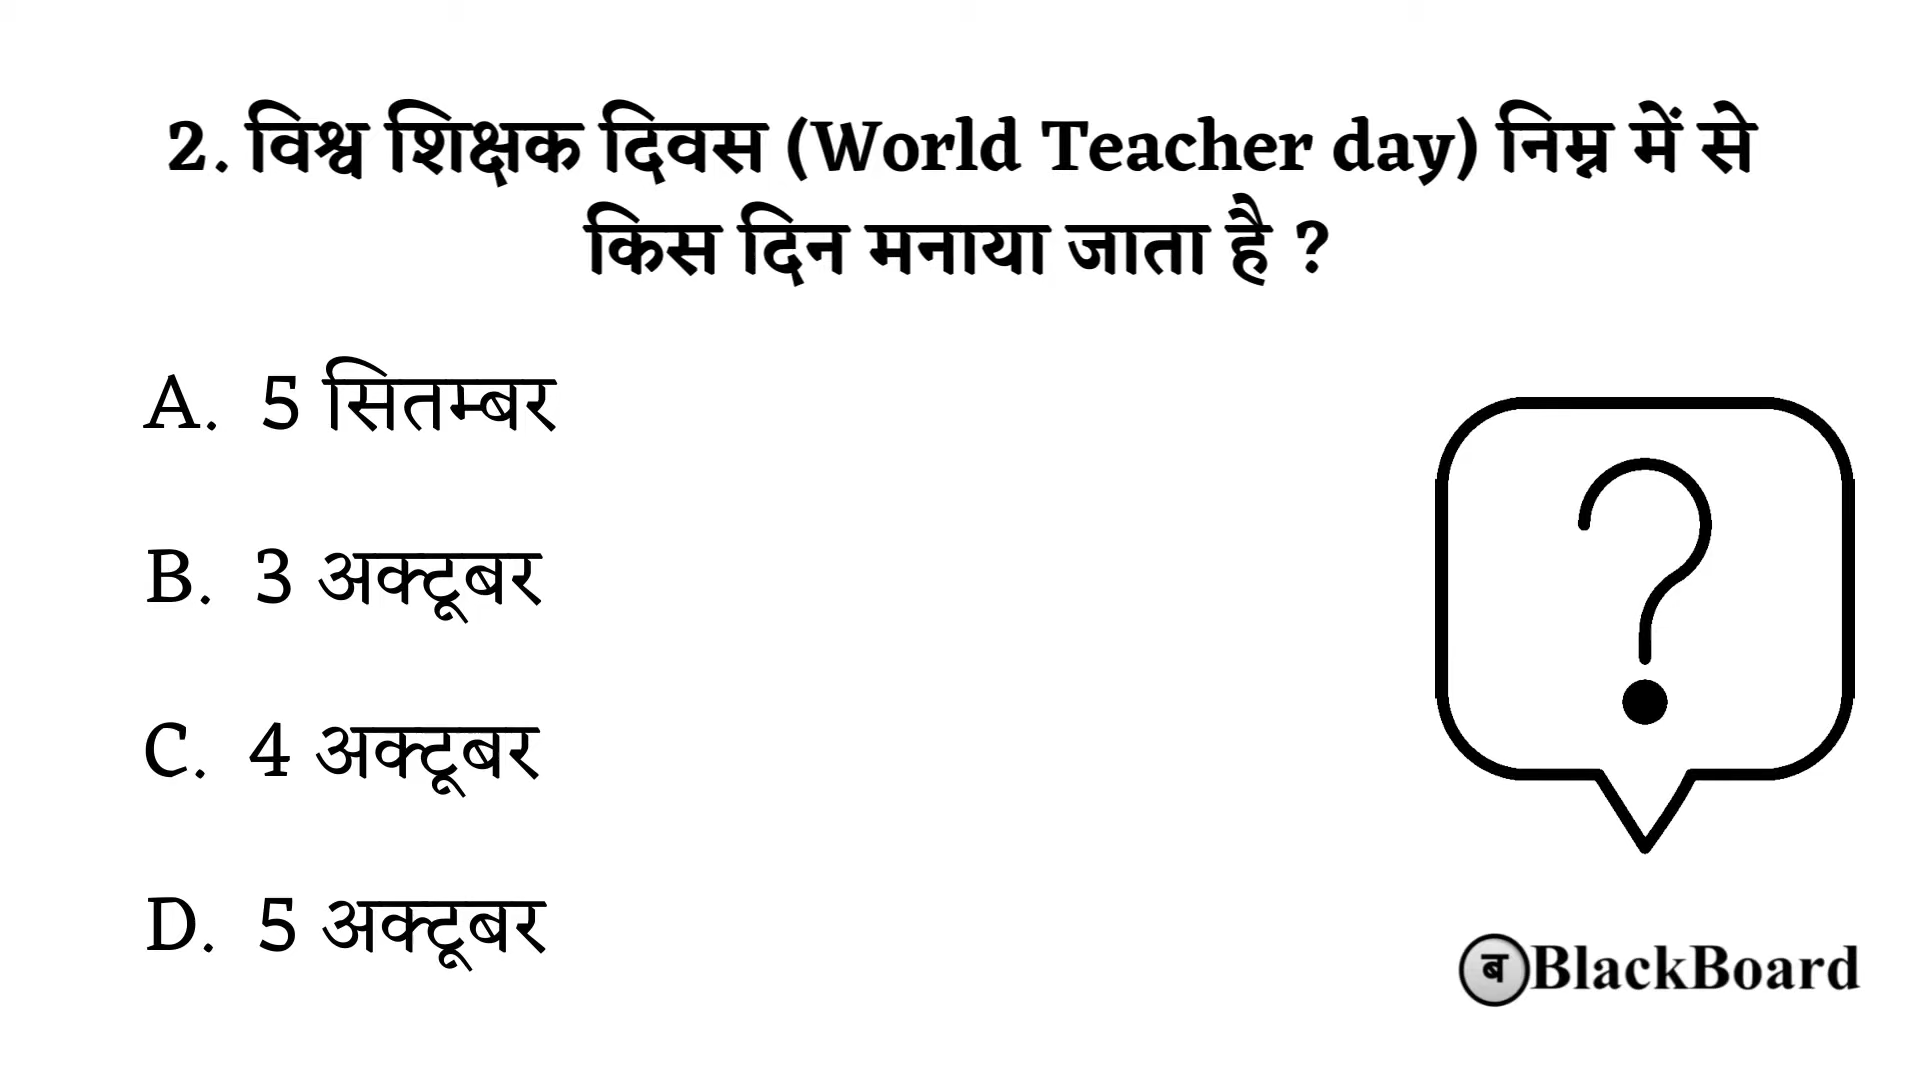 2. विश्व शिक्षक दिवस (World Teacher day) निम्न में से
किस दिन मनाया जाता है ?
A. 5 सितम्बर
B. 3 अक्टूबर
C. 4 अक्टूबर
D. 5 अक्टूबर
?
ब BlackBoard